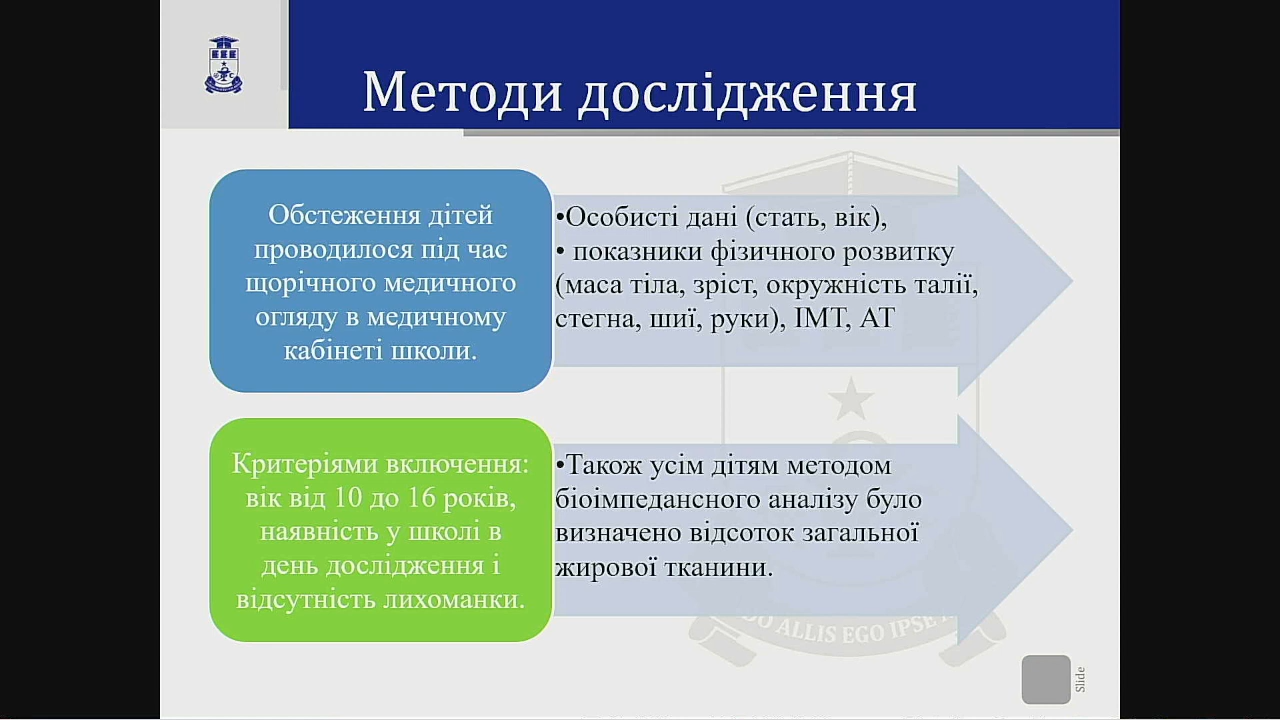 Методи дослідження
Обстеження дітей
проводилося під час
щорічного медичного
огляду в медичному
кабінеті школи.
•Особисті дані (стать, вік),
• показники фізичного розвитку
(маса тіла, зріст, окружність талії,
стегна, шиї, руки), ІМТ, АТ
Критеріями включення:
вік від 10 до 16 років,
наявність у школі в
день дослідження і
відсутність лихоманки.
•Також усім дітям методом
біоімпедансного аналізу було
визначено відсоток загальної
жирової тканини.
ALLIS EGO IPSE
Slide